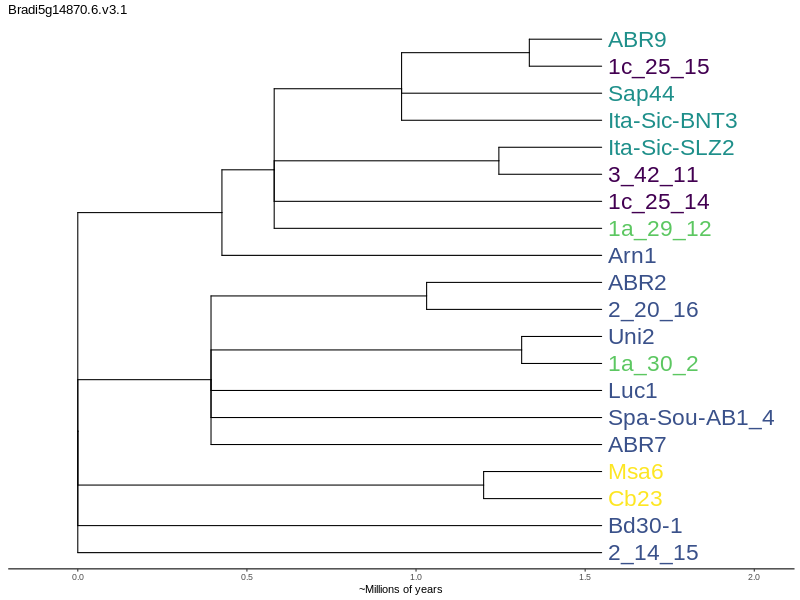 Bradi5g14870.6.v3.1
ABR9
1c_25_15
Sap44
Ita-Sic-BNT3
Ita-Sic-SLZ2
3_42_11
1c_25_14
1a_29_12
Arn1
ABR2
2_20_16
Uni2
1a_30_2
Luc1
Spa-Sou-AB1_4
ABR7
Msa6
Cb23
Bd30-1
2_14_15
0.0 0.5 1.0 1.5 2.0
~Millions of years